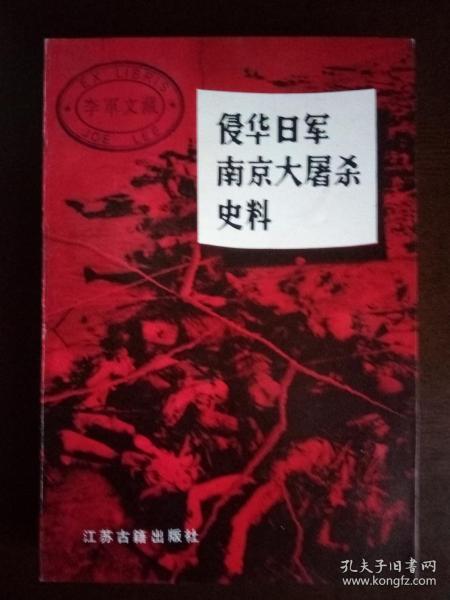 EX LIBRIS
李軍文藏
JOE LEE
侵华日军
南京大屠杀
史料
江苏古籍出版社
孔夫子旧书网
www.kongfz.com